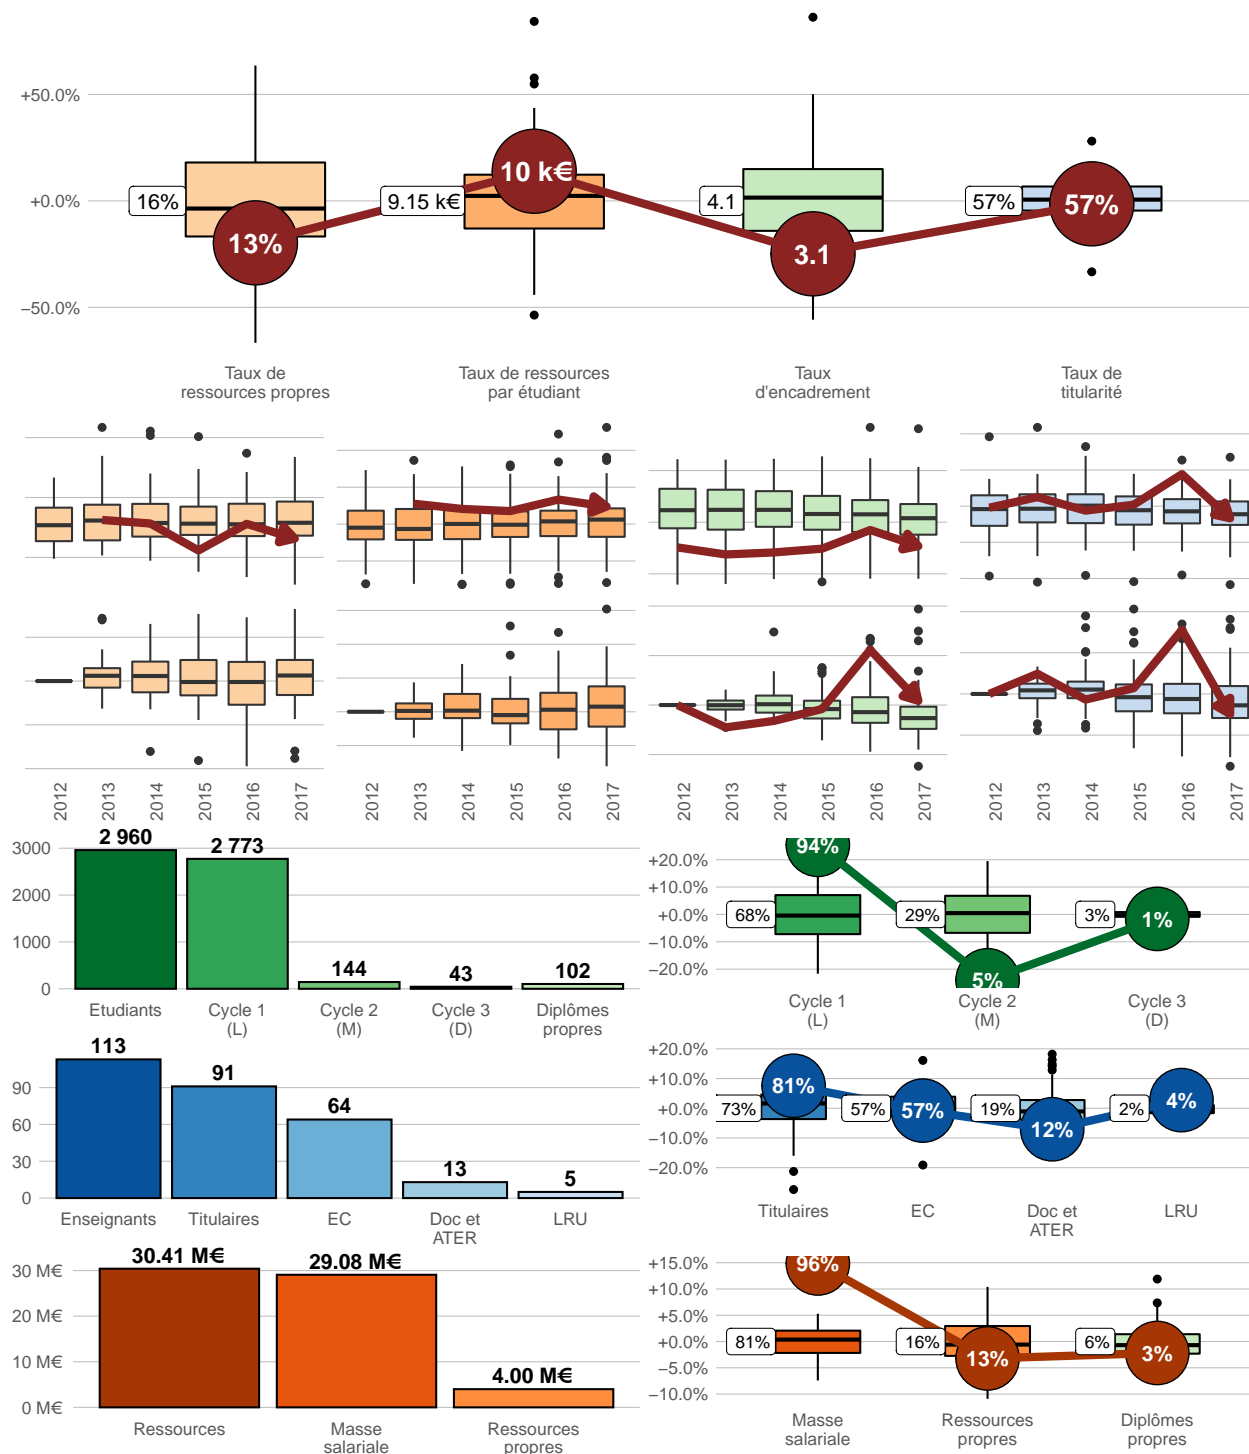 +50.0%
+0.0%
−50.0%
16%
9.15 k€
4.1
57%
13%
10 k€
3.1
57%
Taux de
ressources propres
Taux de ressources
par étudiant
Taux
d'encadrement
Taux de
titularité
2012
2013
2014
2015
2016
2017
2012
2013
2014
2015
2016
2017
2012
2013
2014
2015
2016
2017
2012
2013
2014
2015
2016
2017
3000
2000
1000
0
2 960
2 773
144
43
102
Etudiants
Cycle 1
(L)
Cycle 2
(M)
Cycle 3
(D)
Diplômes
propres
+20.0%
+10.0%
+0.0%
−10.0%
−20.0%
68%
29%
3%
94%
5%
1%
Cycle 1
(L)
Cycle 2
(M)
Cycle 3
(D)
90
60
30
0
113
91
64
13
5
Enseignants
Titulaires
EC
Doc et
ATER
LRU
+20.0%
+10.0%
+0.0%
−10.0%
−20.0%
73%
57%
19%
2%
81%
57%
12%
4%
Titulaires
EC
Doc et
ATER
LRU
30 M€
20 M€
10 M€
0 M€
30.41 M€
29.08 M€
4.00 M€
Ressources
Masse
salariale
Ressources
propres
+15.0%
+10.0%
+5.0%
+0.0%
−5.0%
−10.0%
81%
16%
6%
96%
13%
3%
Masse
salariale
Ressources
propres
Diplômes
propres